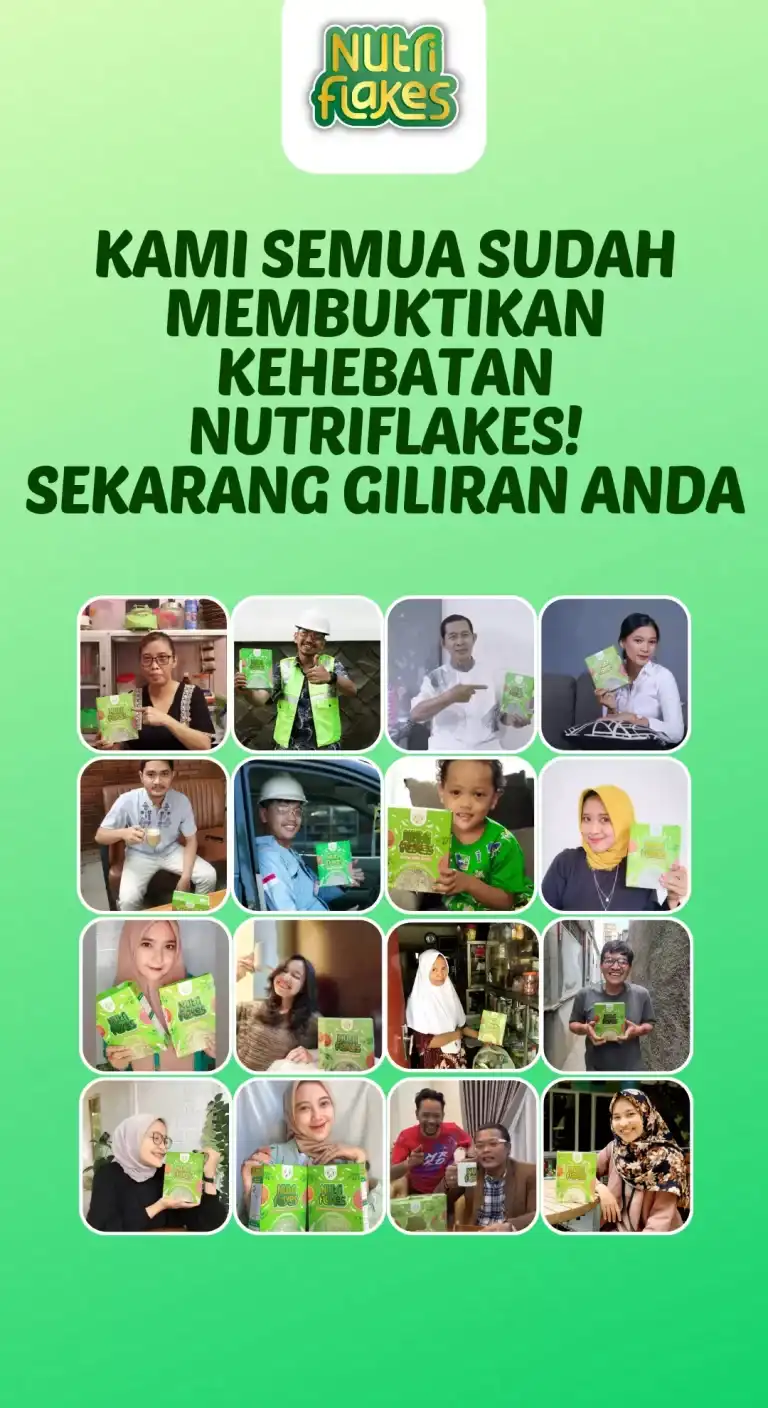 Nutri
flakes
KAMI SEMUA SUDAH
MEMBUKTIKAN
KEHEBATAN
NUTRIFLAKES!
SEKARANG GILIRAN ANDA